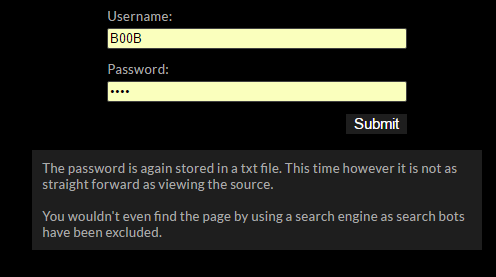 Username:
B00B
Password:
••••
Submit
The password is again stored in a txt file. This time however it is not as
straight forward as viewing the source.
You wouldn't even find the page by using a search engine as search bots
have been excluded.